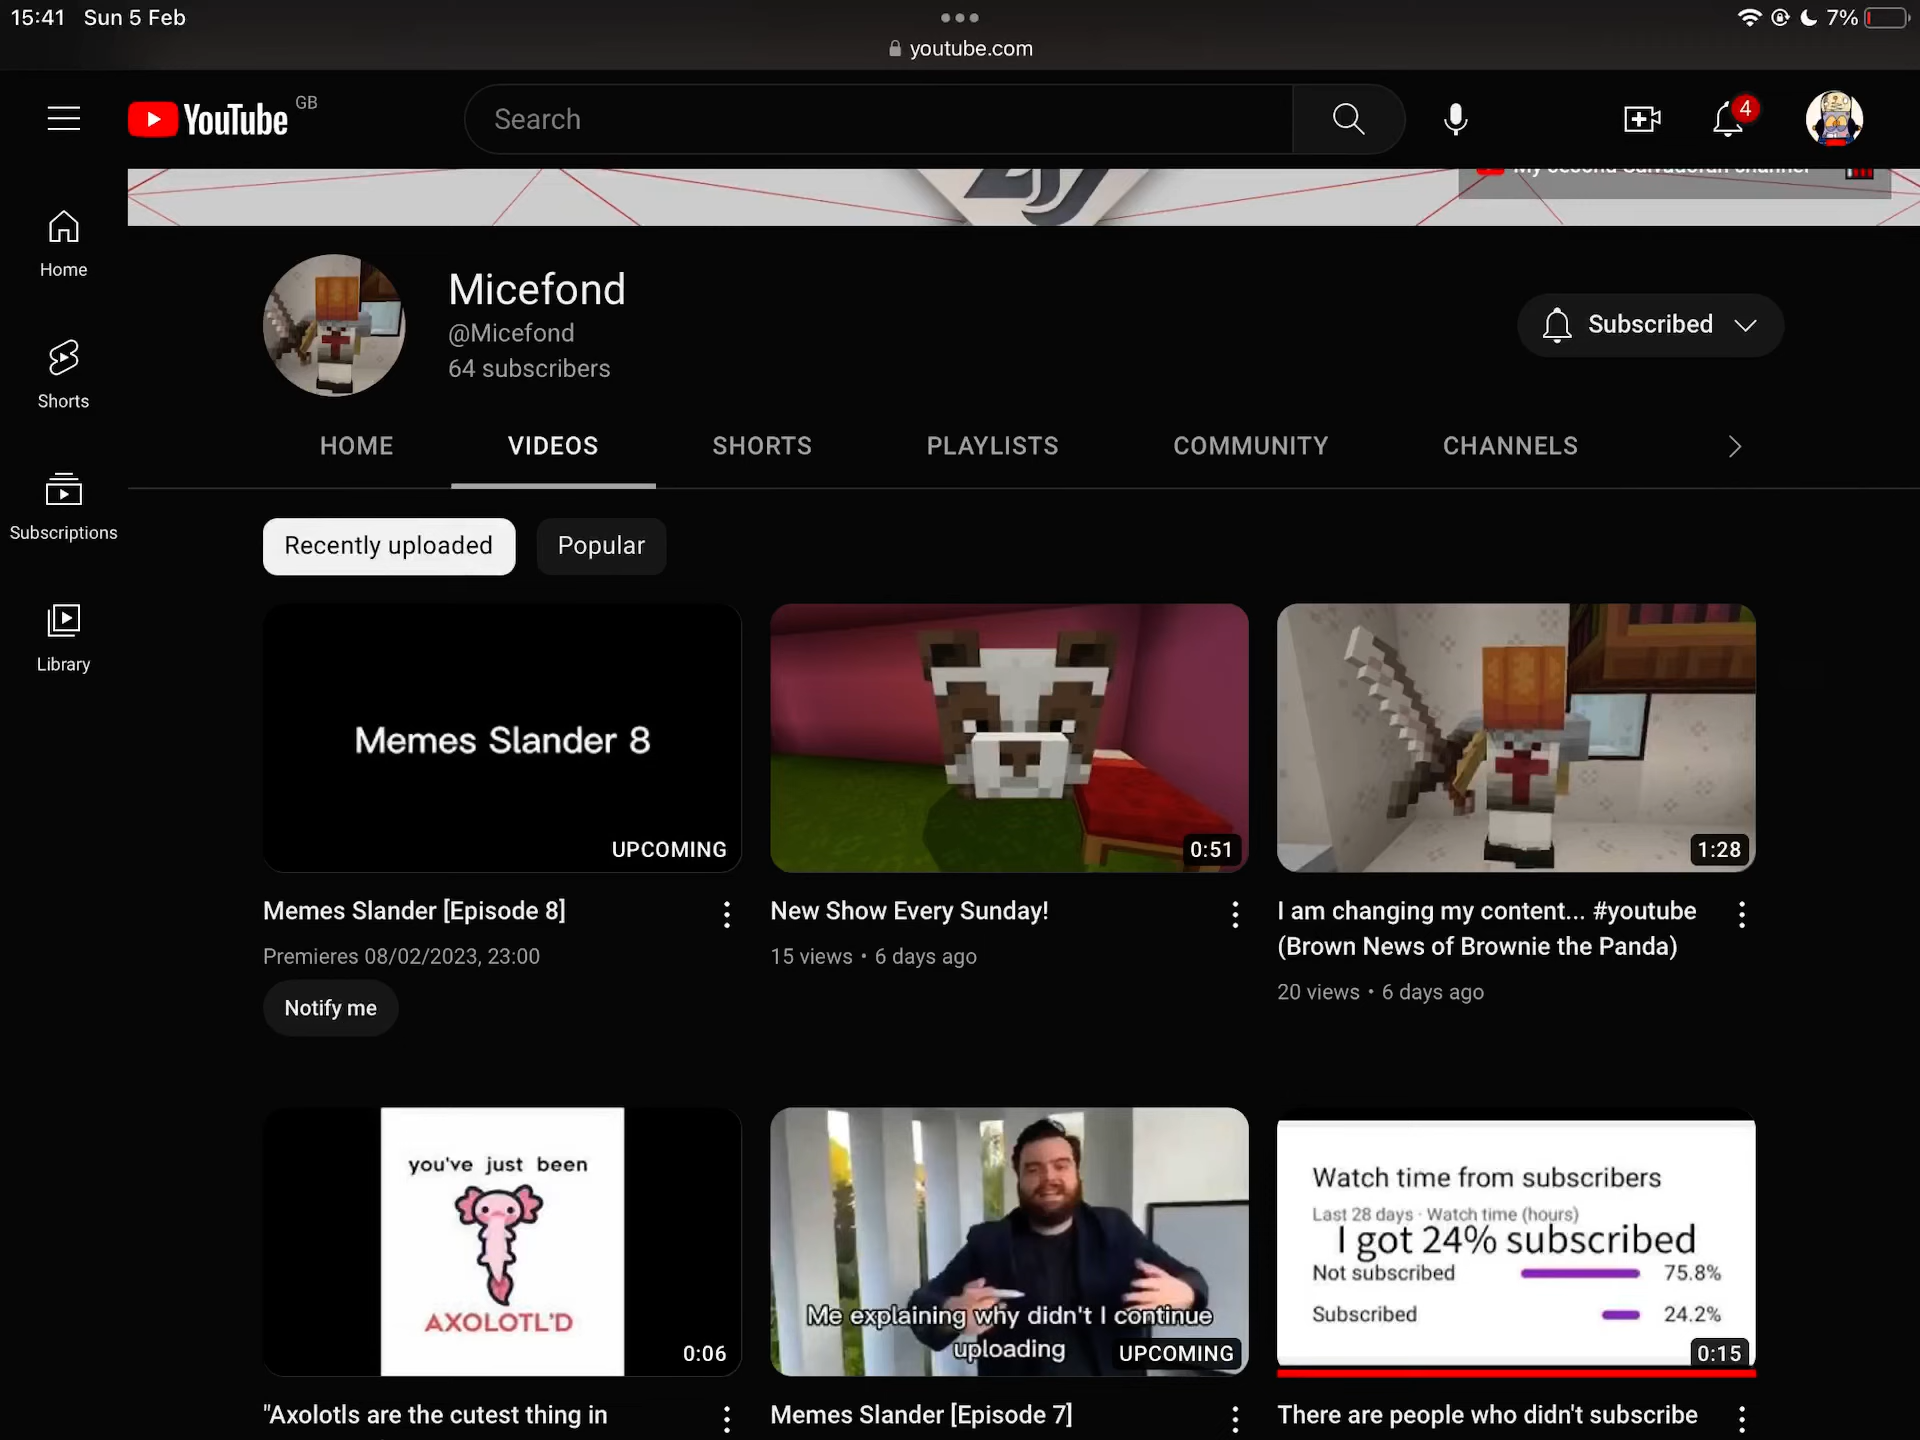 15:41 Sun 5 Feb
7%
youtube.com
YouTube GB
Search
4
My second Salvadoran channel
Micefond
@Micefond
64 subscribers
Subscribed
Home
Shorts
Subscriptions
Library
HOME VIDEOS SHORTS PLAYLISTS COMMUNITY CHANNELS
Recently uploaded Popular
Memes Slander 8
UPCOMING
0:51
1:28
Memes Slander [Episode 8]
Premieres 08/02/2023, 23:00
Notify me
New Show Every Sunday!
15 views • 6 days ago
I am changing my content... #youtube
(Brown News of Brownie the Panda)
20 views • 6 days ago
you've just been
AXOLOTL'D
0:06
Me explaining why didn't I continue
uploading
UPCOMING
Watch time from subscribers
Last 28 days · Watch time (hours)
I got 24% subscribed
Not subscribed 75.8%
Subscribed 24.2%
0:15
"Axolotls are the cutest thing in
Memes Slander [Episode 7]
There are people who didn't subscribe